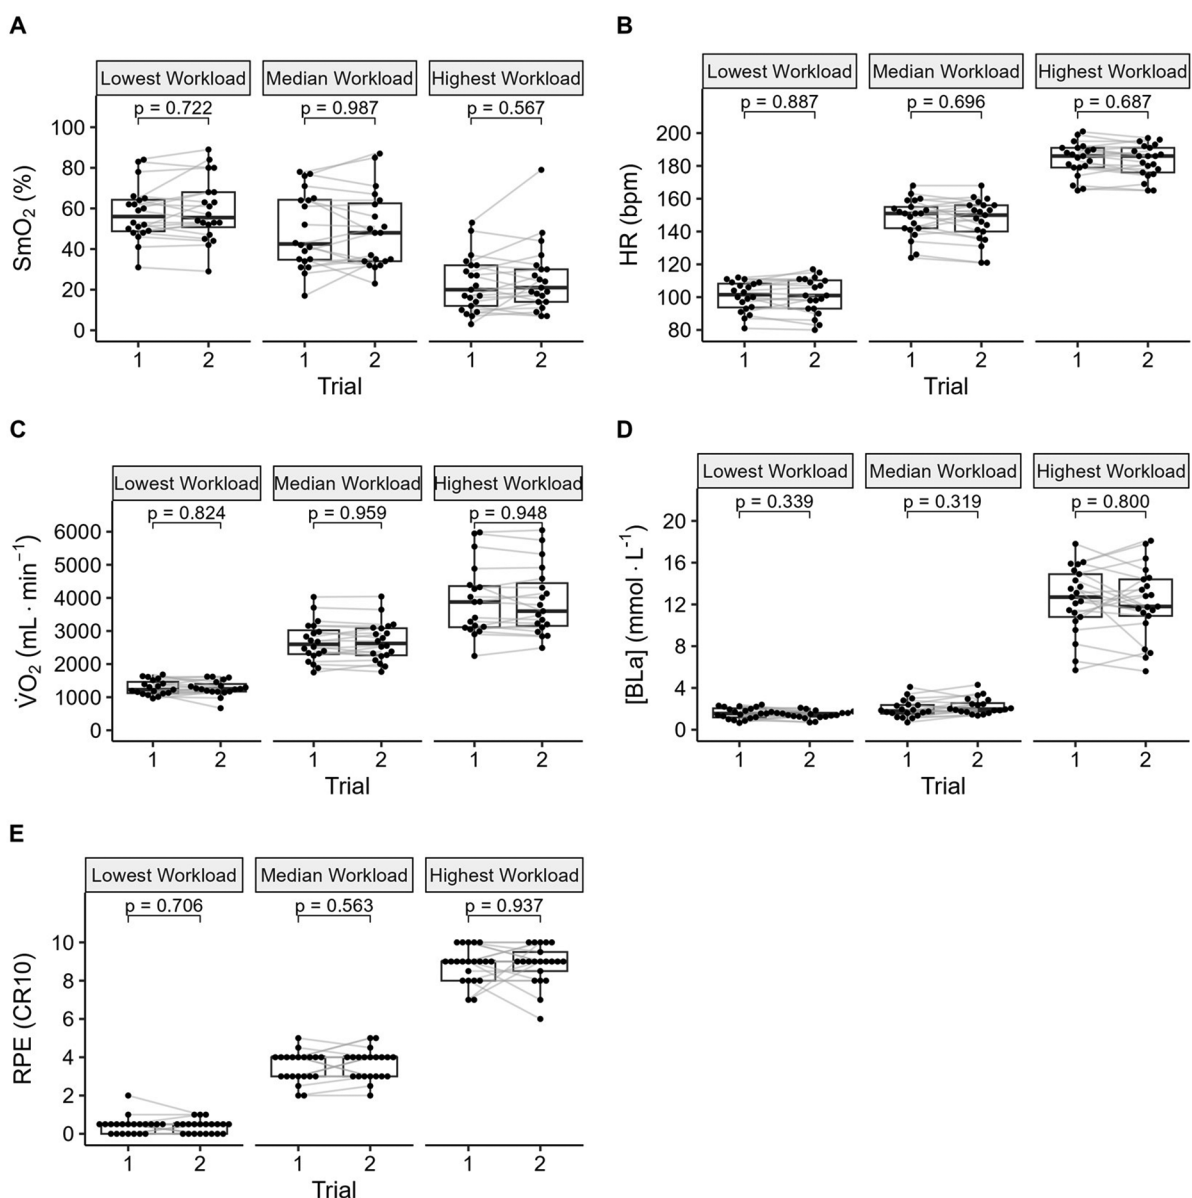 A
Lowest Workload Median Workload Highest Workload
p = 0.722 p = 0.987 p = 0.567
SmO₂ (%)
100
80
60
40
20
0
1 2 1 2 1 2
Trial
B
Lowest Workload Median Workload Highest Workload
p = 0.887 p = 0.696 p = 0.687
HR (bpm)
200
180
160
140
120
100
80
1 2 1 2 1 2
Trial
C
Lowest Workload Median Workload Highest Workload
p = 0.824 p = 0.959 p = 0.948
V̇O₂ (mL · min⁻¹)
6000
5000
4000
3000
2000
1000
0
1 2 1 2 1 2
Trial
D
Lowest Workload Median Workload Highest Workload
p = 0.339 p = 0.319 p = 0.800
[BLa] (mmol · L⁻¹)
20
16
12
8
4
0
1 2 1 2 1 2
Trial
E
Lowest Workload Median Workload Highest Workload
p = 0.706 p = 0.563 p = 0.937
RPE (CR10)
10
8
6
4
2
0
1 2 1 2 1 2
Trial